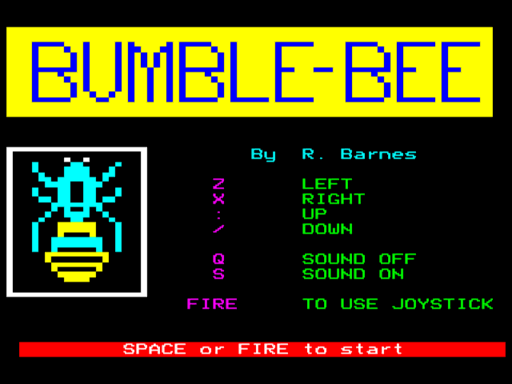 BUMBLE-BEE
By R. Barnes
Z LEFT
X RIGHT
: UP
/ DOWN
Q SOUND OFF
S SOUND ON
FIRE TO USE JOYSTICK
SPACE or FIRE to start